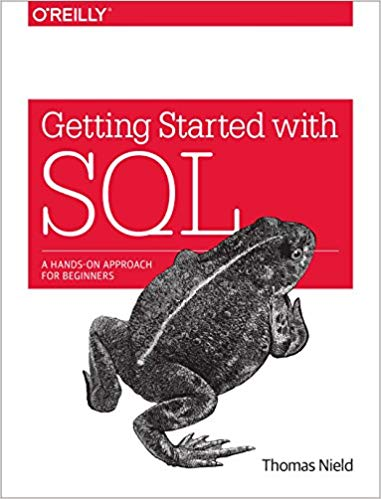 O'REILLY®
Getting Started with
SQL
A HANDS-ON APPROACH
FOR BEGINNERS
Thomas Nield